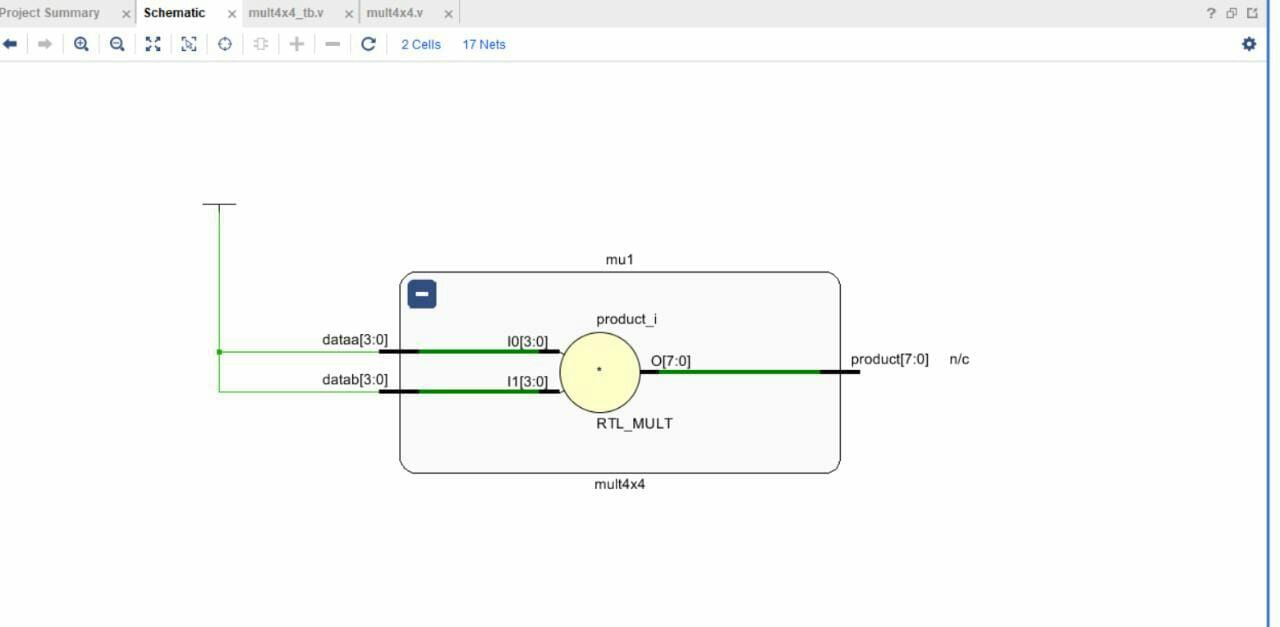 Project Summary
Schematic
mult4x4_tb.v
mult4x4.v
2 Cells
17 Nets
mu1
product_i
dataa[3:0]
I0[3:0]
O[7:0]
product[7:0]
n/c
datab[3:0]
I1[3:0]
*
RTL_MULT
mult4x4